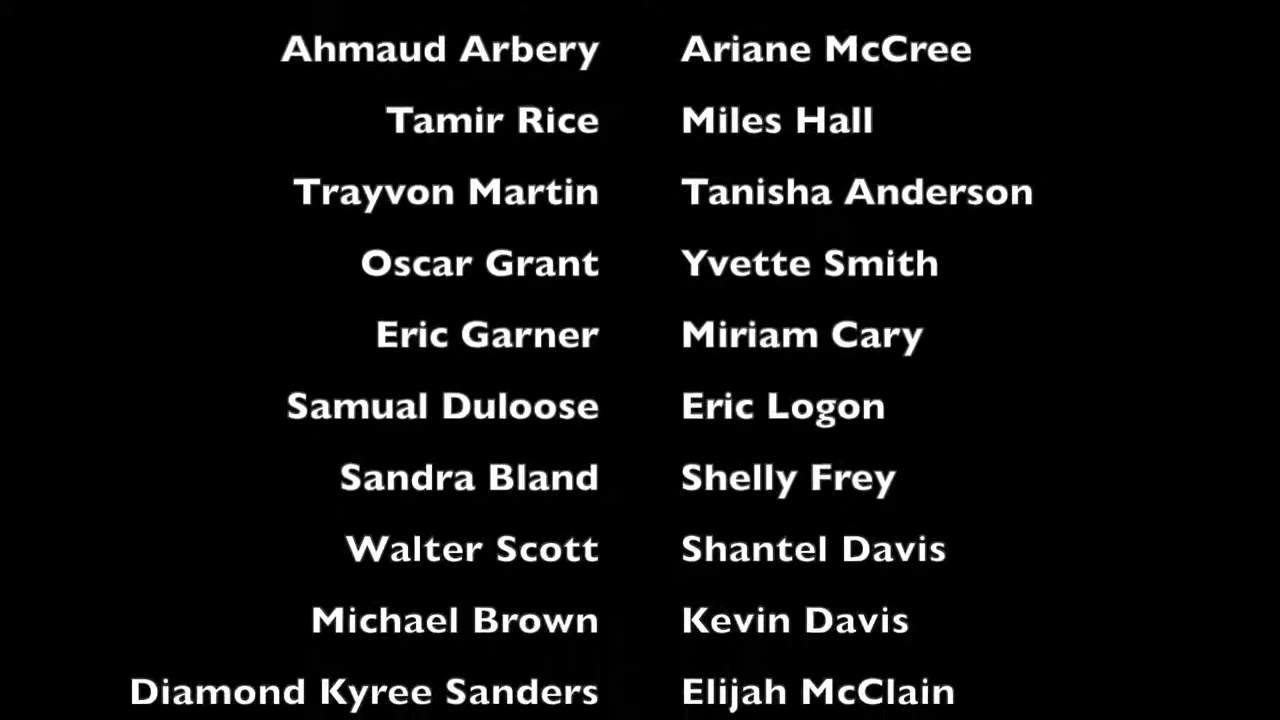 Ahmaud Arbery Ariane McCree
Tamir Rice Miles Hall
Trayvon Martin Tanisha Anderson
Oscar Grant Yvette Smith
Eric Garner Miriam Cary
Samual Duloose Eric Logon
Sandra Bland Shelly Frey
Walter Scott Shantel Davis
Michael Brown Kevin Davis
Diamond Kyree Sanders Elijah McClain